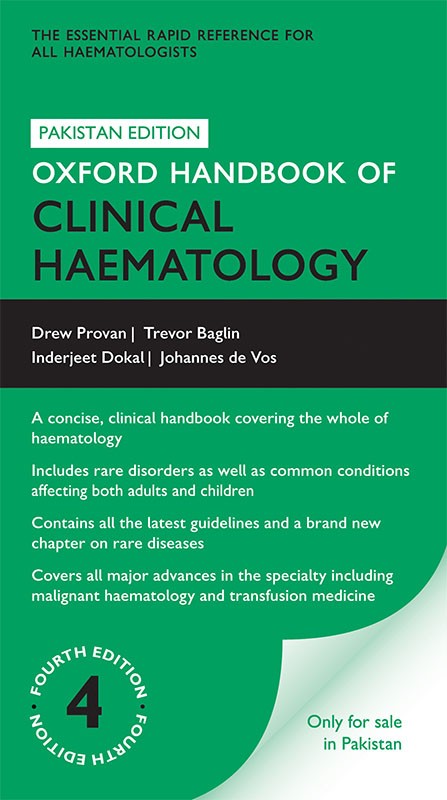 THE ESSENTIAL RAPID REFERENCE FOR
ALL HAEMATOLOGISTS
PAKISTAN EDITION
OXFORD HANDBOOK OF
CLINICAL
HAEMATOLOGY
Drew Provan | Trevor Baglin
Inderjeet Dokal | Johannes de Vos
A concise, clinical handbook covering the whole of
haematology
Includes rare disorders as well as common conditions
affecting both adults and children
Contains all the latest guidelines and a brand new
chapter on rare diseases
Covers all major advances in the specialty including
malignant haematology and transfusion medicine
FOURTH EDITION
4
FOURTH EDITION
Only for sale
in Pakistan